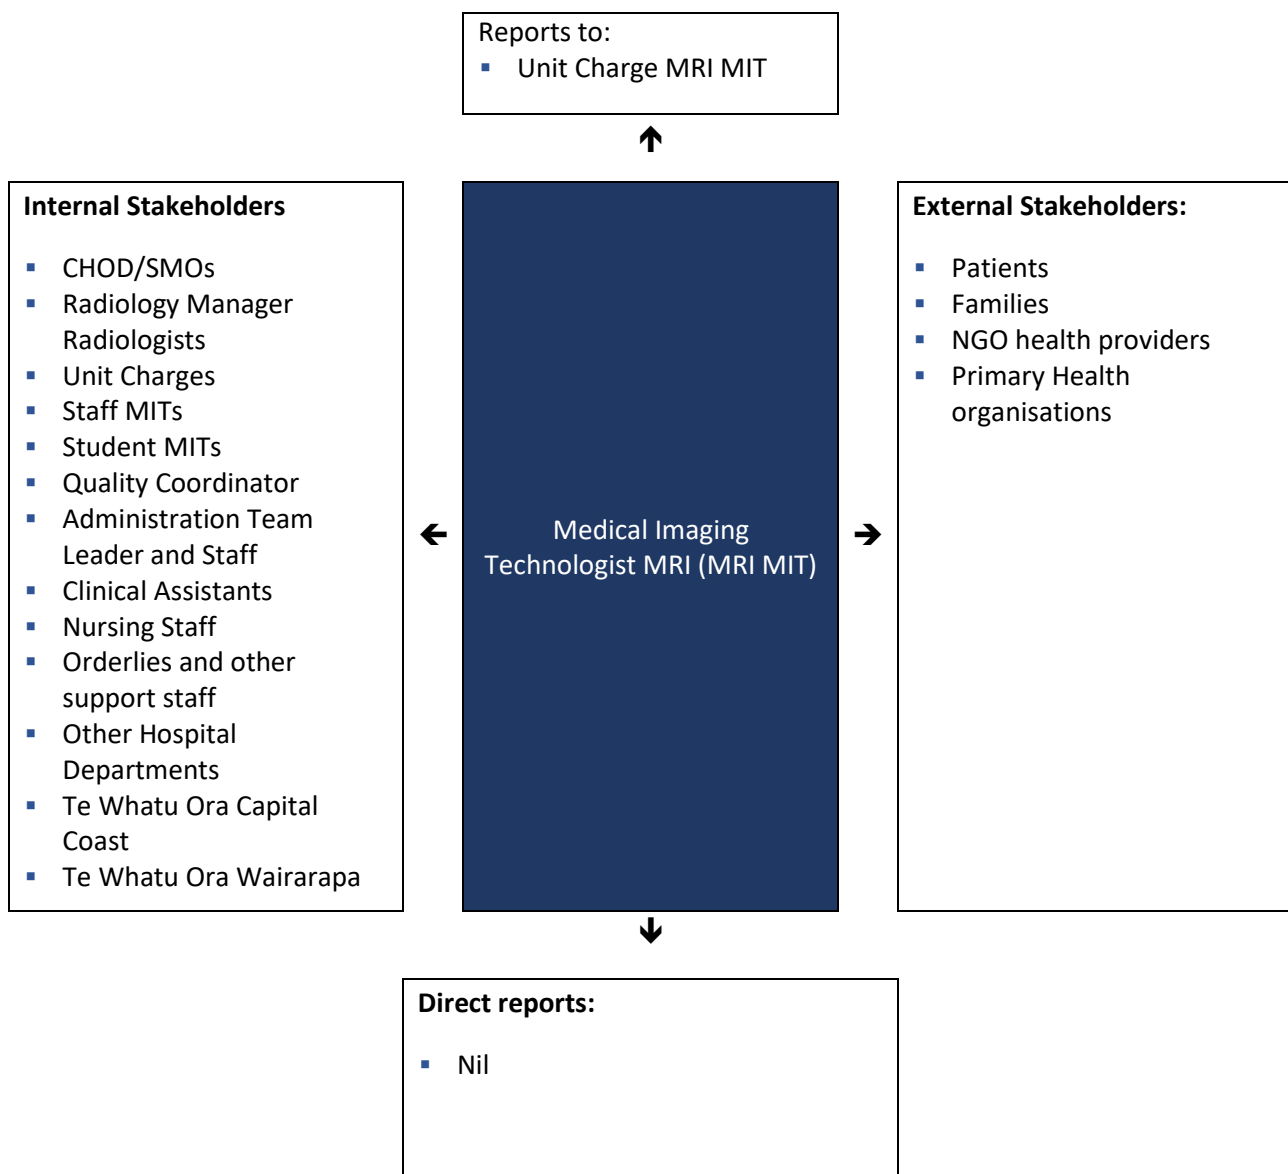 Reports to:
▪ Unit Charge MRI MIT
Internal Stakeholders
▪ CHOD/SMOs
▪ Radiology Manager
Radiologists
▪ Unit Charges
▪ Staff MITs
▪ Student MITs
▪ Quality Coordinator
▪ Administration Team
Leader and Staff
▪ Clinical Assistants
▪ Nursing Staff
▪ Orderlies and other
support staff
▪ Other Hospital
Departments
▪ Te Whatu Ora Capital
Coast
▪ Te Whatu Ora Wairarapa
Medical Imaging
Technologist MRI (MRI MIT)
External Stakeholders:
▪ Patients
▪ Families
▪ NGO health providers
▪ Primary Health
organisations
Direct reports:
▪ Nil